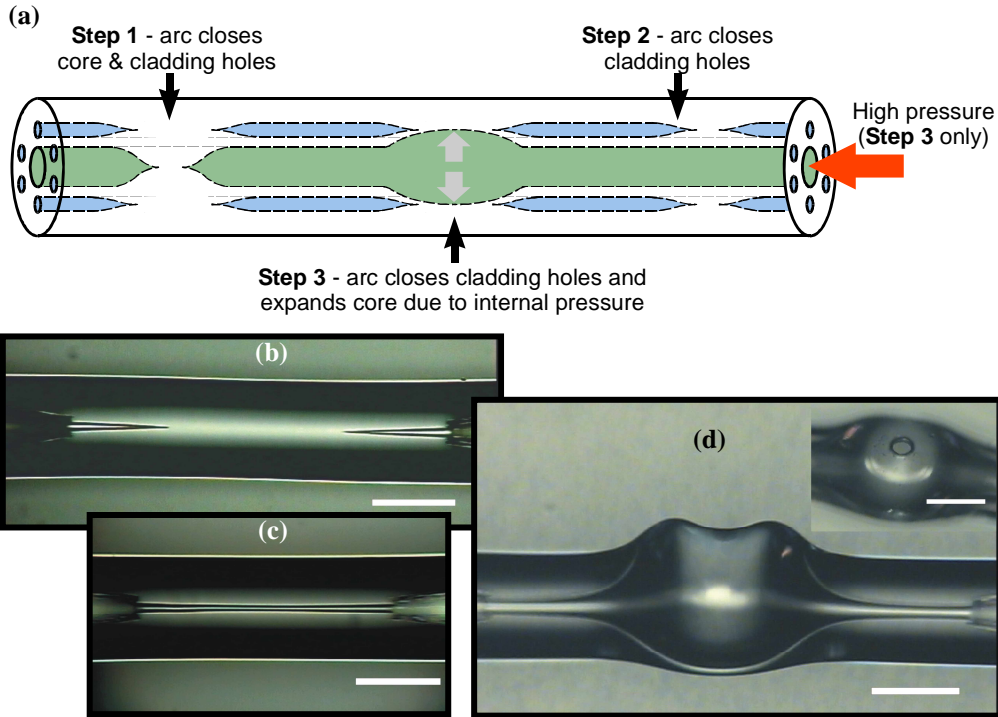 (a)
Step 1 - arc closes
core & cladding holes
Step 2 - arc closes
cladding holes
High pressure
(Step 3 only)
Step 3 - arc closes cladding holes and
expands core due to internal pressure
(b)
(c)
(d)